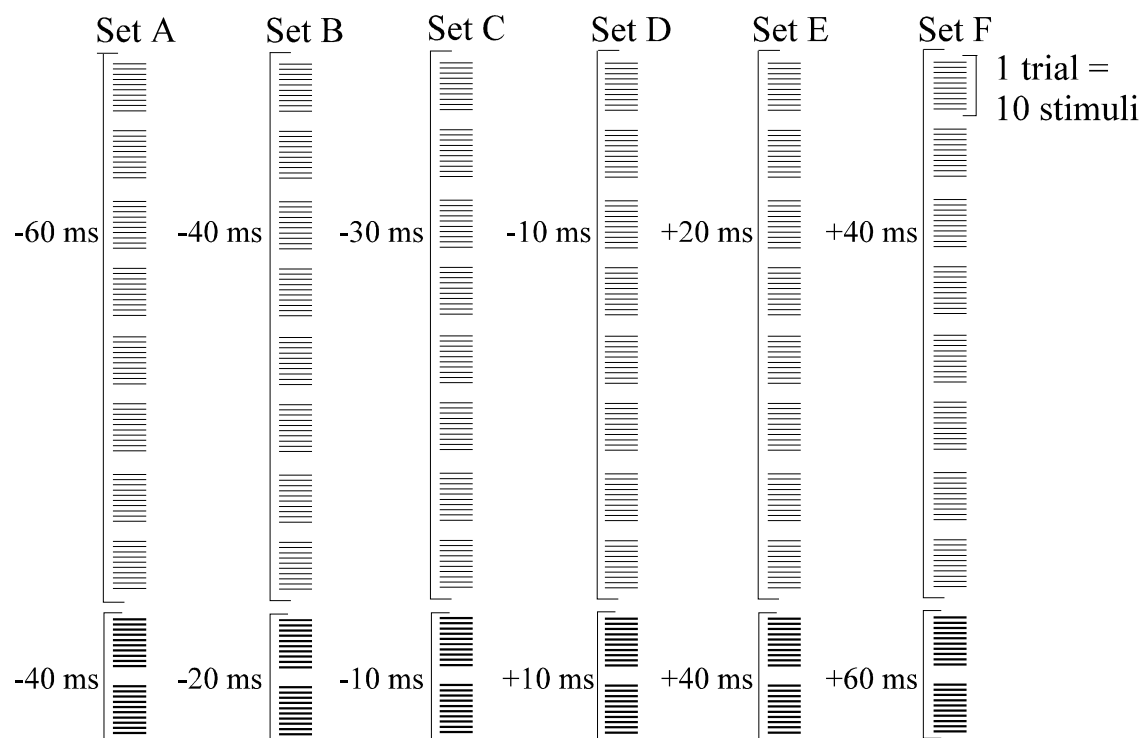 Set A
Set B
Set C
Set D
Set E
Set F
1 trial =
10 stimuli
-60 ms
-40 ms
-30 ms
-10 ms
+20 ms
+40 ms
-40 ms
-20 ms
-10 ms
+10 ms
+40 ms
+60 ms